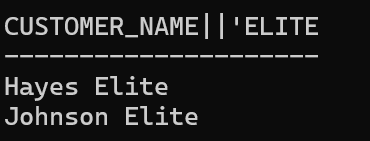 CUSTOMER_NAME||'ELITE
---------------------
Hayes Elite
Johnson Elite